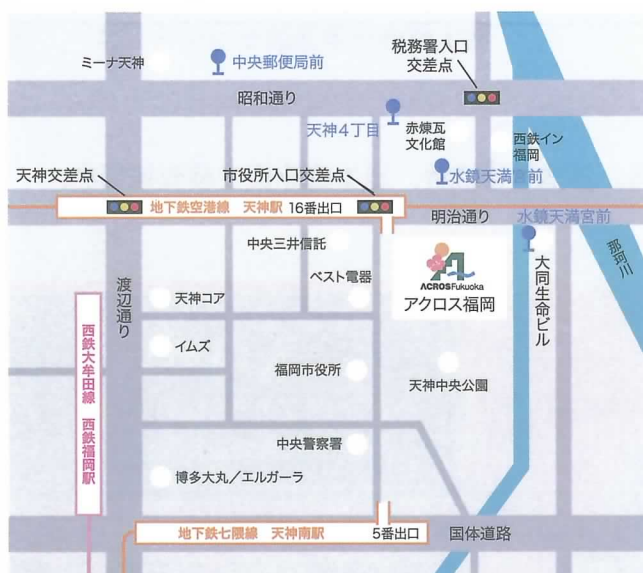 税務署入口
交差点
ミーナ天神
中央郵便局前
昭和通り
天神4丁目
赤煉瓦
文化館
西鉄イン
福岡
天神交差点
市役所入口交差点
水鏡天満宮前
地下鉄空港線 天神駅 16番出口
明治通り
水鏡天満宮前
那珂川
中央三井信託
渡辺通り
ベスト電器
ACROS Fukuoka
アクロス福岡
大同生命ビル
天神コア
西鉄大牟田線 西鉄福岡駅
イムズ
福岡市役所
天神中央公園
中央警察署
博多大丸/エルガーラ
地下鉄七隈線 天神南駅
5番出口
国体道路